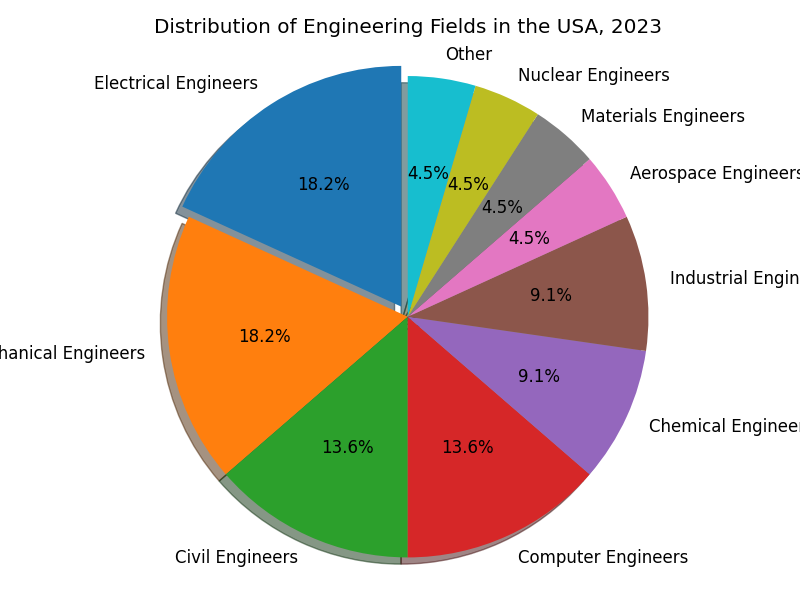 Distribution of Engineering Fields in the USA, 2023
Other
Electrical Engineers
Nuclear Engineers
Materials Engineers
Aerospace Engineers
4.5%
18.2%
4.5%
4.5%
4.5%
Industrial Engin
9.1%
18.2%
hanical Engineers
9.1%
Chemical Engineer
13.6%
13.6%
Civil Engineers
Computer Engineers